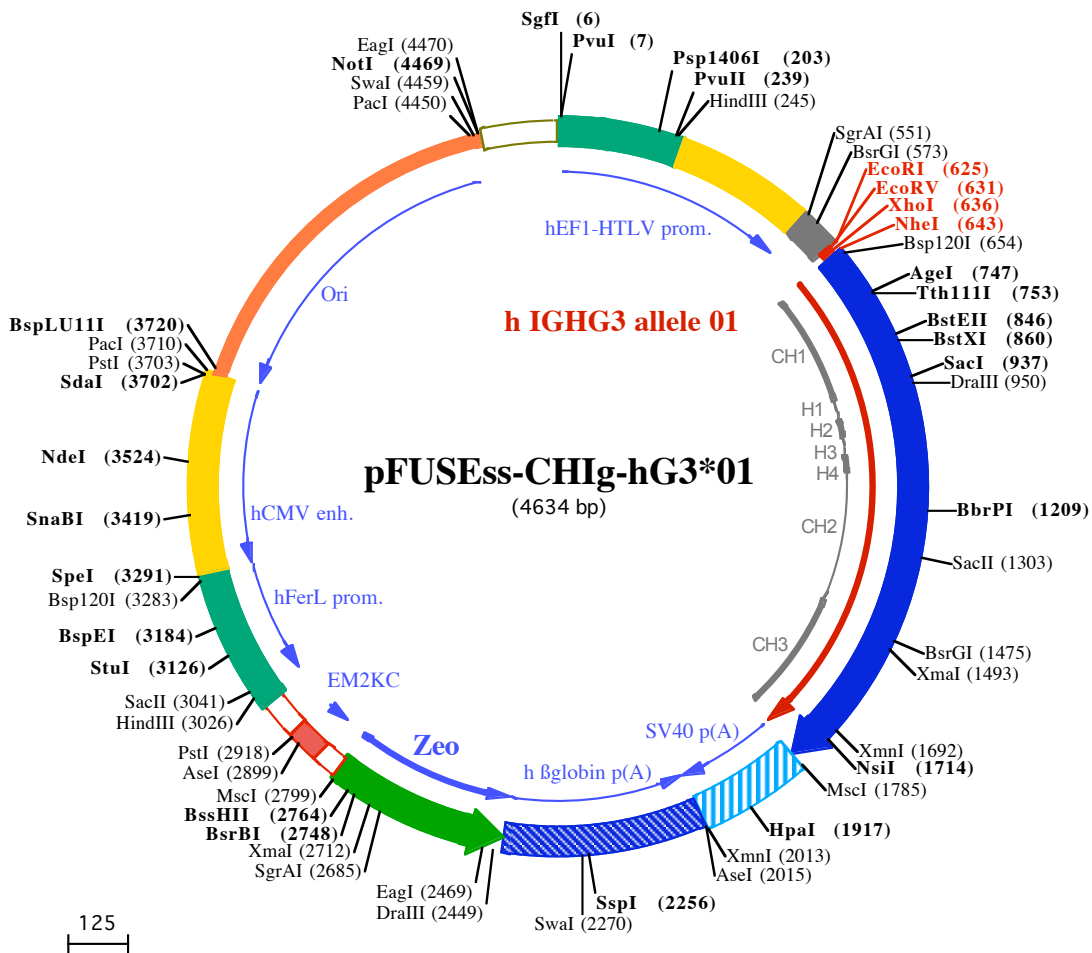 SgfI (6)
PvuI (7)
Psp1406I (203)
PvuII (239)
HindIII (245)
SgrAI (551)
BsrGI (573)
EcoRI (625)
EcoRV (631)
XhoI (636)
NheI (643)
Bsp120I (654)
AgeI (747)
Tth111I (753)
BstEII (846)
BstXI (860)
SacI (937)
DraIII (950)
BbrPI (1209)
SacII (1303)
BsrGI (1475)
XmaI (1493)
XmnI (1692)
NsiI (1714)
MscI (1785)
HpaI (1917)
XmnI (2013)
AseI (2015)
SspI (2256)
SwaI (2270)
DraIII (2449)
EagI (2469)
SgrAI (2685)
XmaI (2712)
BsrBI (2748)
BssHII (2764)
MscI (2799)
AseI (2899)
PstI (2918)
HindIII (3026)
SacII (3041)
StuI (3126)
BspEI (3184)
Bsp120I (3283)
SpeI (3291)
SnaBI (3419)
NdeI (3524)
SdaI (3702)
PstI (3703)
PacI (3710)
BspLU11I (3720)
PacI (4450)
SwaI (4459)
NotI (4469)
EagI (4470)
hEF1-HTLV prom.
Ori
h IGHG3 allele 01
CH1
H1
H2
H3
H4
CH2
CH3
pFUSEss-CHIg-hG3*01
(4634 bp)
hCMV enh.
hFerL prom.
EM2KC
Zeo
h ßglobin p(A)
SV40 p(A)
125